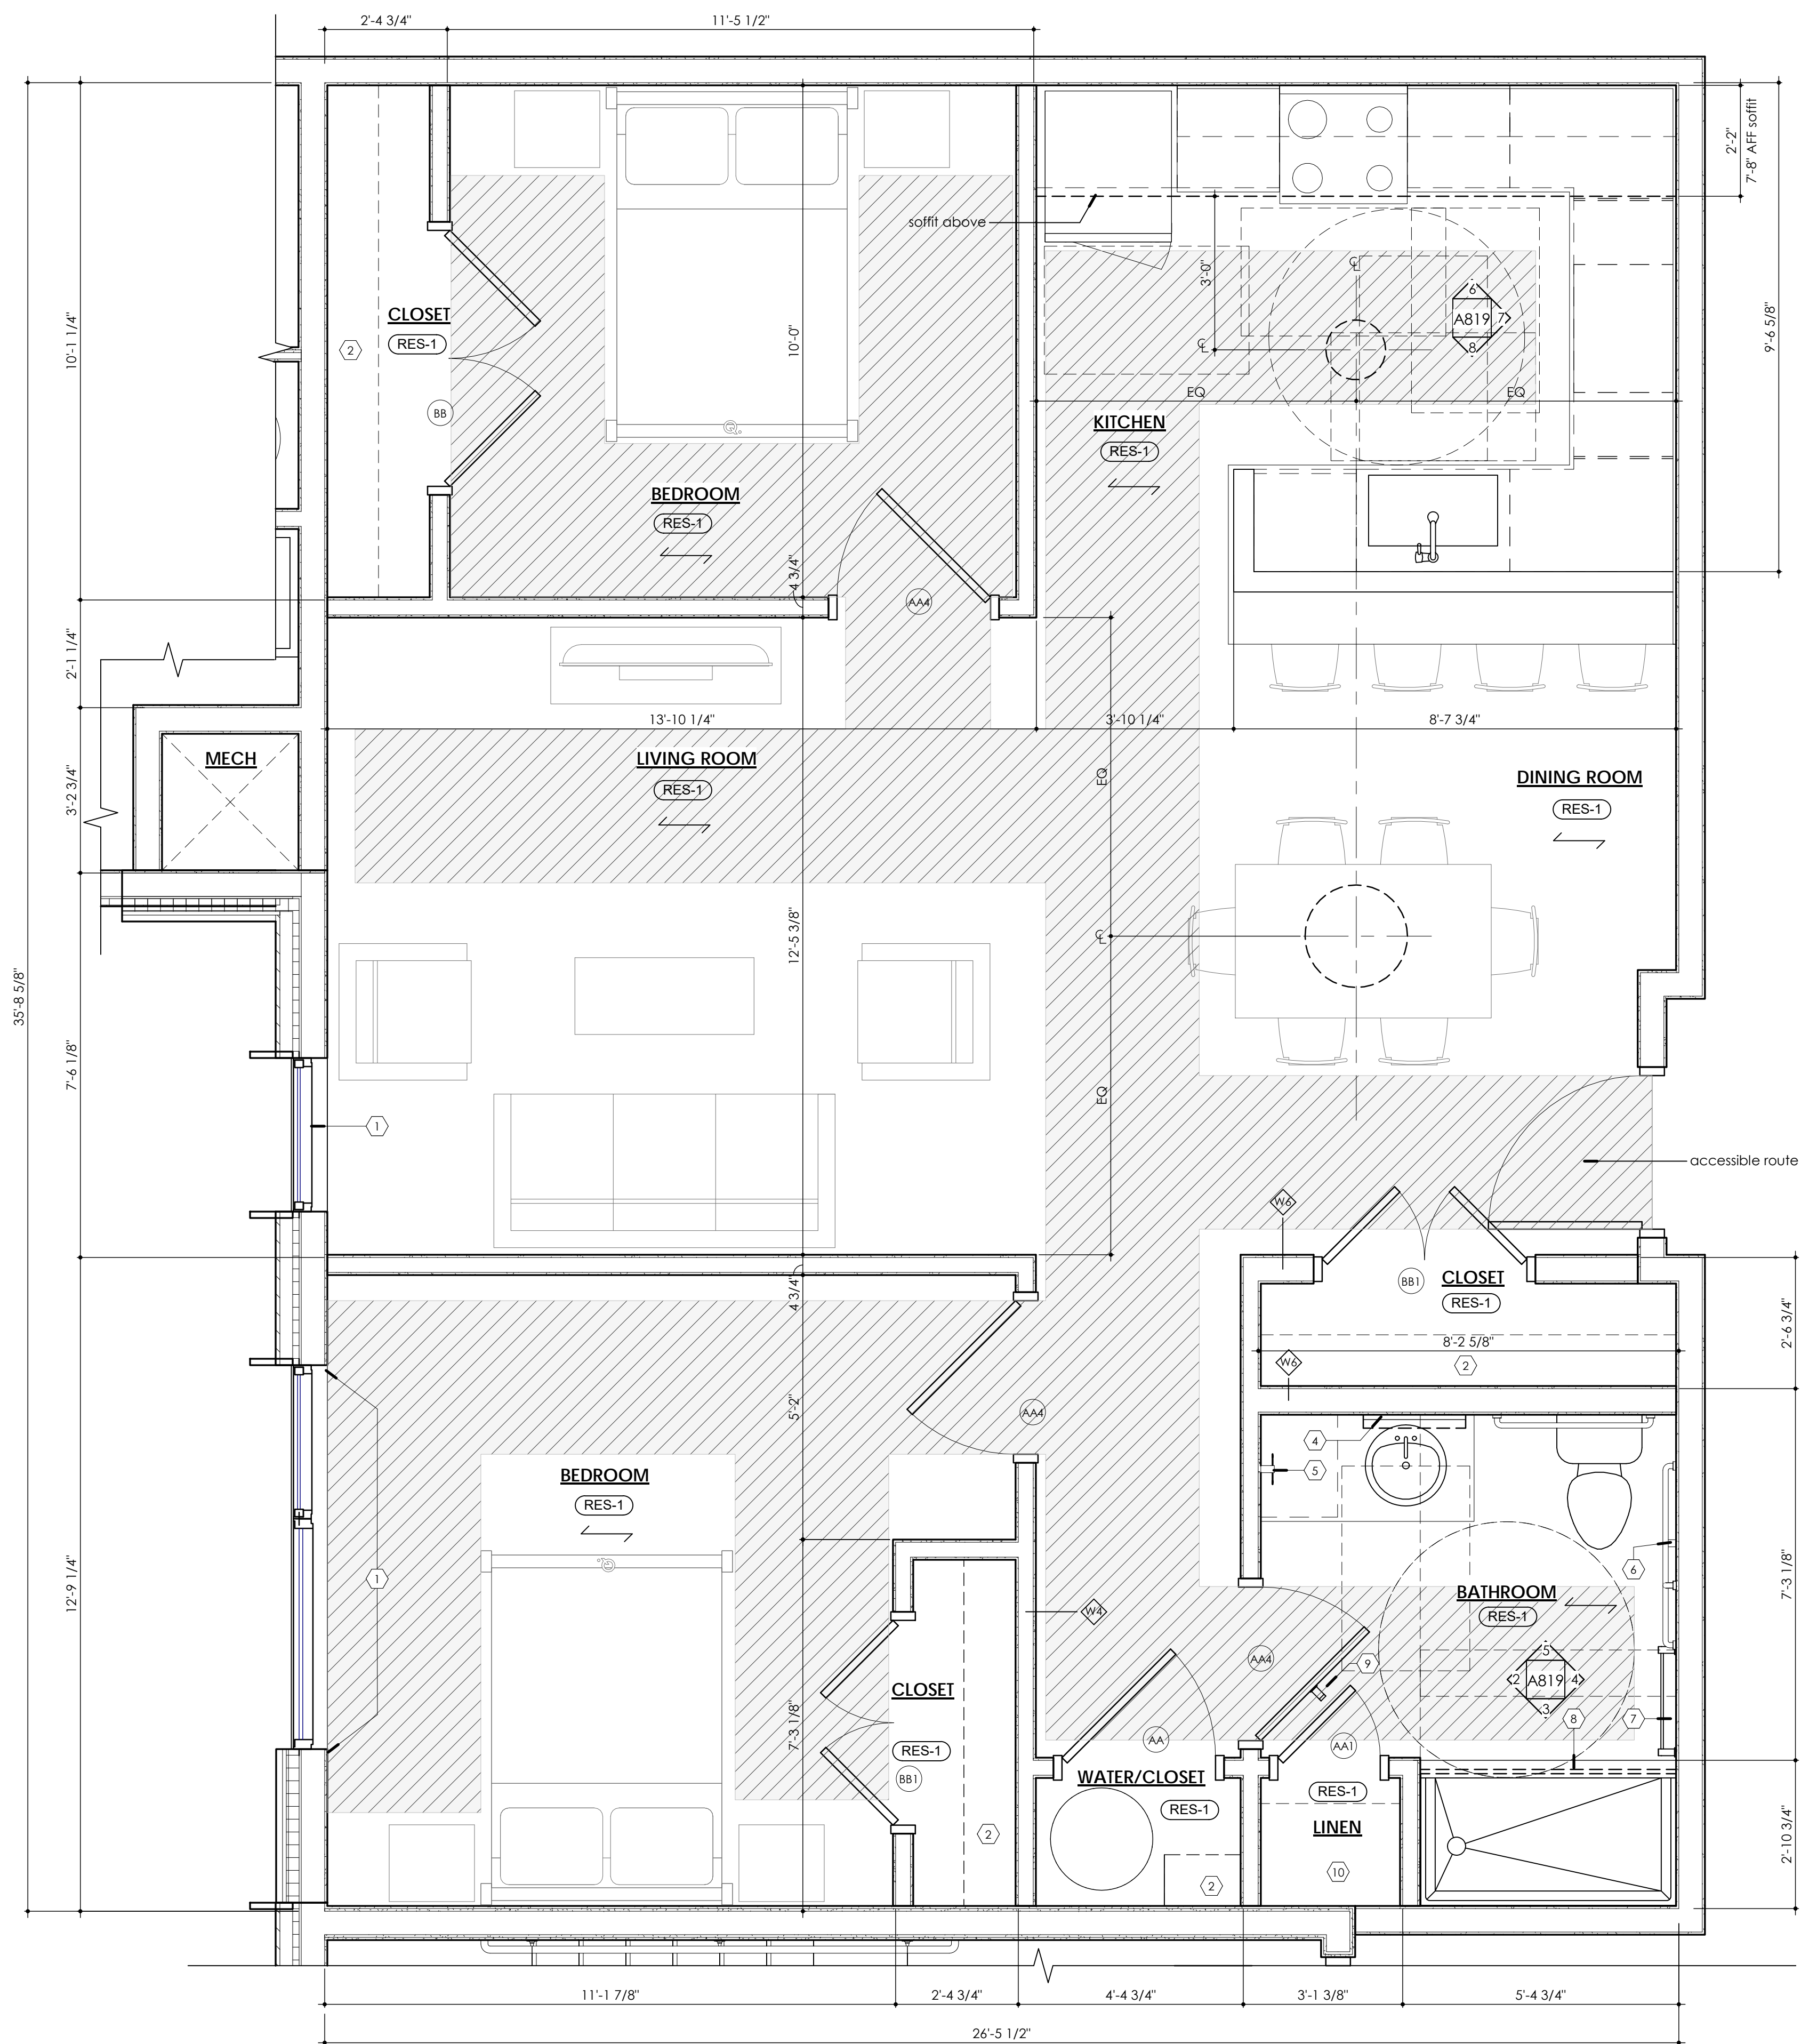 2'-4 3/4"
11'-5 1/2"
2'-2"
7'-8" AFF soffit
soffit above
3'-0"
CLOSET
RES-1
2
BB
10'-0"
10'-1 1/4"
6
A819
7
8
9'-6 5/8"
EQ
EQ
KITCHEN
RES-1
BEDROOM
RES-1
4 3/4"
AA4
2'-1 1/4"
13'-10 1/4"
3'-10 1/4"
8'-7 3/4"
MECH
LIVING ROOM
RES-1
EQ
DINING ROOM
RES-1
3'-2 3/4"
12'-5 3/8"
35'-8 5/8"
7'-6 1/8"
EQ
1
accessible route
W6
BB1
CLOSET
RES-1
4 3/4"
8'-2 5/8"
W6
2
2'-6 3/4"
5'-2"
AA4
4
5
BEDROOM
RES-1
1
12'-9 1/4"
W4
6
BATHROOM
RES-1
7'-3 1/8"
AA4
9
5
2
A819
4
3
CLOSET
7'-3 1/8"
RES-1
BB1
AA
AA1
8
7
WATER/CLOSET
RES-1
RES-1
LINEN
2
2
10
2'-10 3/4"
11'-1 7/8"
2'-4 3/4"
4'-4 3/4"
3'-1 3/8"
5'-4 3/4"
26'-5 1/2"